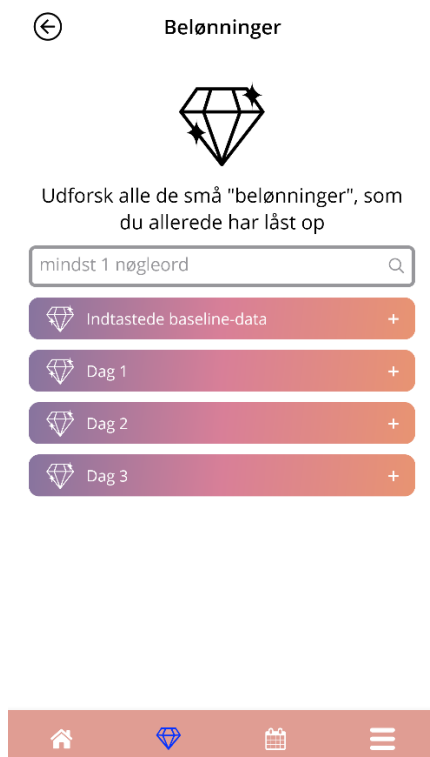 Belønninger
Udforsk alle de små "belønninger", som
du allerede har låst op
mindst 1 nøgleord
Indtastede baseline-data
Dag 1
Dag 2
Dag 3